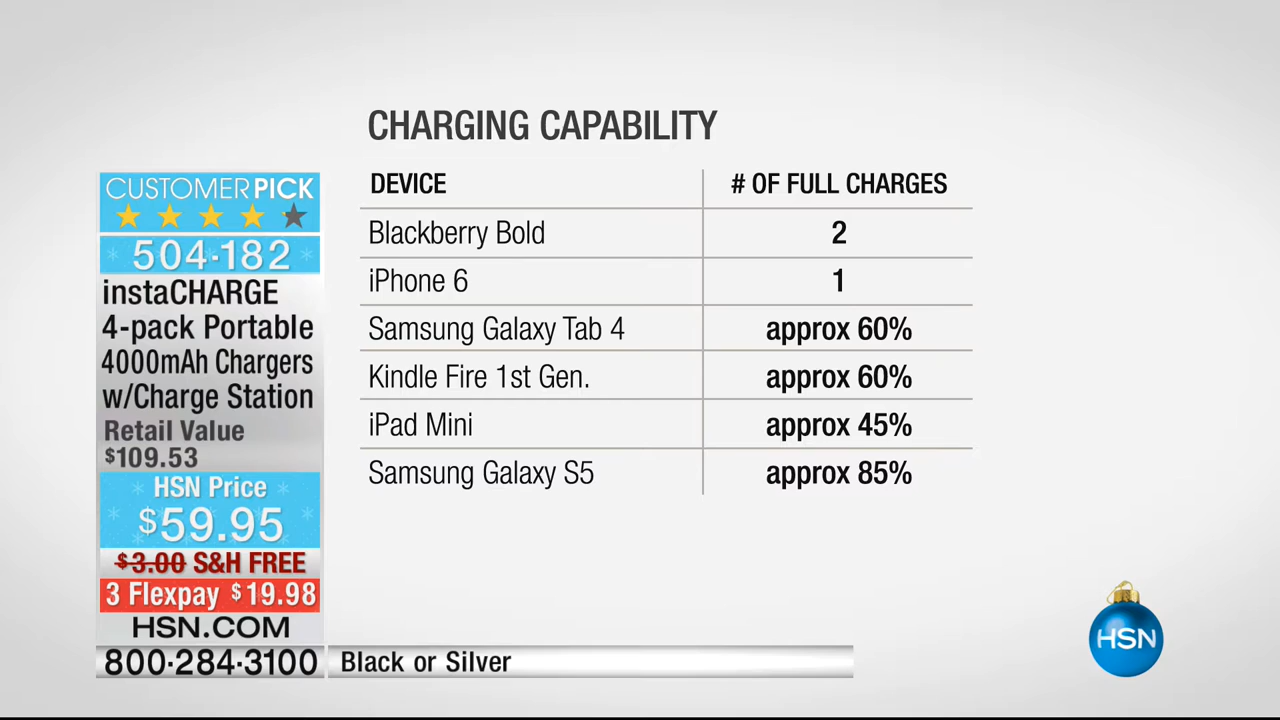 CHARGING CAPABILITY
DEVICE # OF FULL CHARGES
Blackberry Bold 2
iPhone 6 1
Samsung Galaxy Tab 4 approx 60%
Kindle Fire 1st Gen. approx 60%
iPad Mini approx 45%
Samsung Galaxy S5 approx 85%
CUSTOMER PICK
504·182
instaCHARGE
4-pack Portable
4000mAh Chargers
w/Charge Station
Retail Value
$109.53
HSN Price
$59.95
$3.00 S&H FREE
3 Flexpay $19.98
HSN.COM
800·284·3100
Black or Silver
HSN